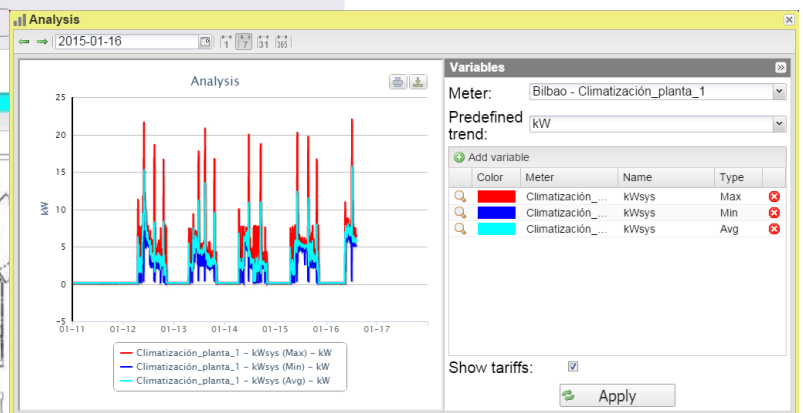 Analysis
2015-01-16
1
7
31
365
Analysis
25
20
15
10
5
0
-5
kW
01-11
01-12
01-13
01-14
01-15
01-16
01-17
Climatización_planta_1 - kWsys (Max) - kW
Climatización_planta_1 - kWsys (Min) - kW
Climatización_planta_1 - kWsys (Avg) - kW
Variables
Meter:
Bilbao - Climatización_planta_1
Predefined
trend:
kW
Add variable
Color Meter Name Type
Climatización_... kWsys Max
Climatización_... kWsys Min
Climatización_... kWsys Avg
Show tariffs:
Apply